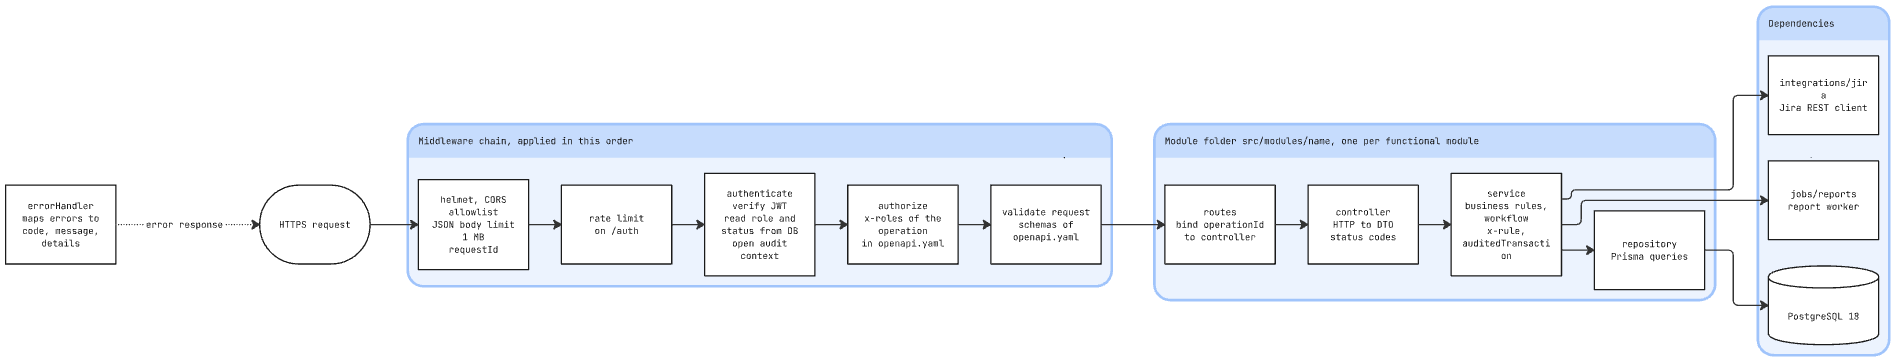 errorHandler
maps errors to
code, message,
details
error response
HTTPS request
Middleware chain, applied in this order
helmet, CORS
allowlist
JSON body limit
1 MB
requestId
rate limit
on /auth
authenticate
verify JWT
read role and
status from DB
open audit
context
authorize
x-roles of the
operation
in openapi.yaml
validate request
schemas of
openapi.yaml
Module folder src/modules/name, one per functional module
routes
bind operationId
to controller
controller
HTTP to DTO
status codes
service
business rules,
workflow
x-rule,
auditedTransacti
on
repository
Prisma queries
Dependencies
integrations/jir
a
Jira REST client
jobs/reports
report worker
PostgreSQL 18